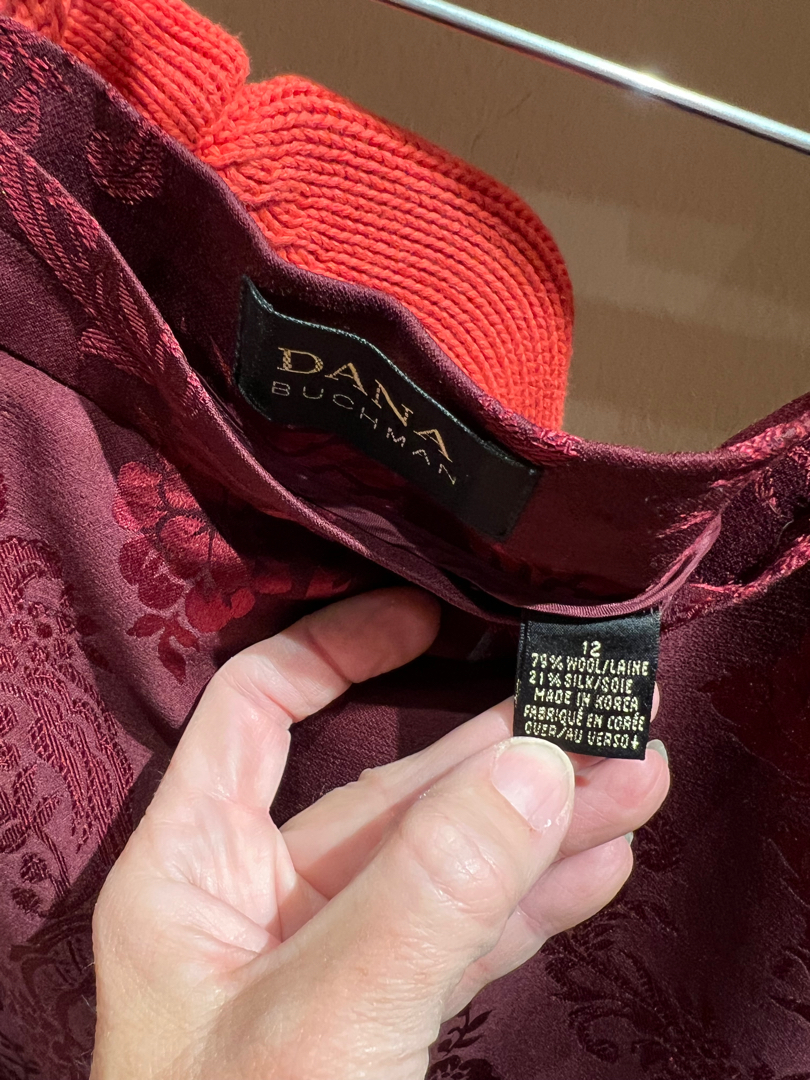 DANA
BUCHMAN
12
79% WOOL/LAINE
21% SILK/SOIE
MADE IN KOREA
FABRIQUÉ EN CORÉE
OVER/AU VERSO↓